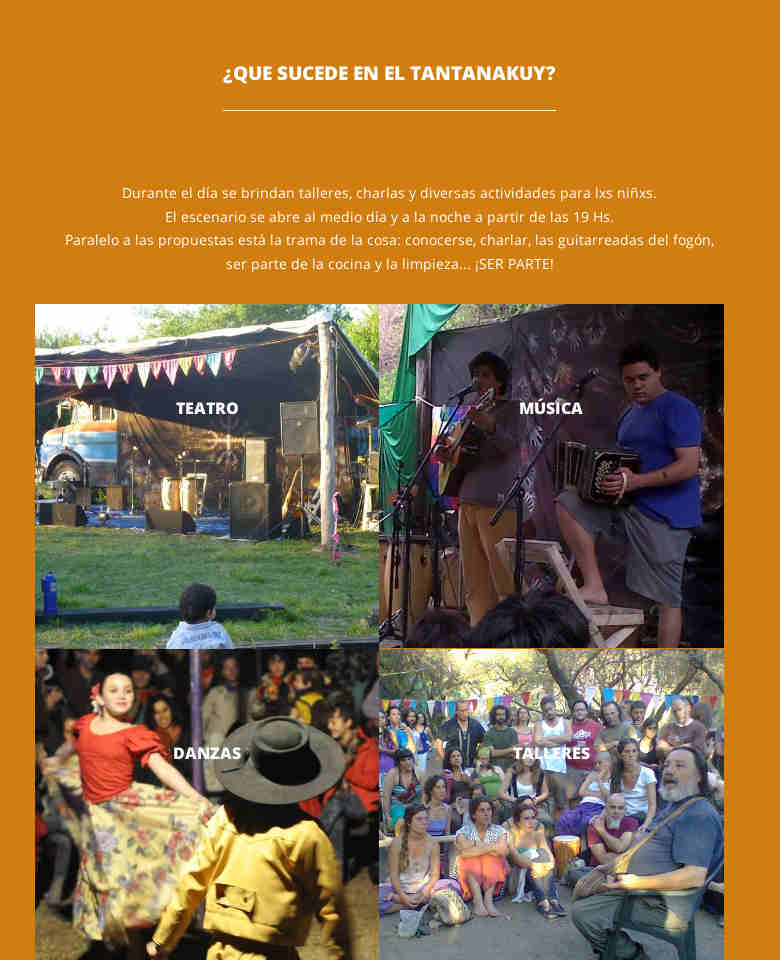 ¿QUE SUCEDE EN EL TANTANAKUY?
Durante el día se brindan talleres, charlas y diversas actividades para lxs niñxs.
El escenario se abre al medio dia y a la noche a partir de las 19 Hs.
Paralelo a las propuestas está la trama de la cosa: conocerse, charlar, las guitarreadas del fogón,
ser parte de la cocina y la limpieza... ¡SER PARTE!
TEATRO
MÚSICA
DANZAS
TALLERES